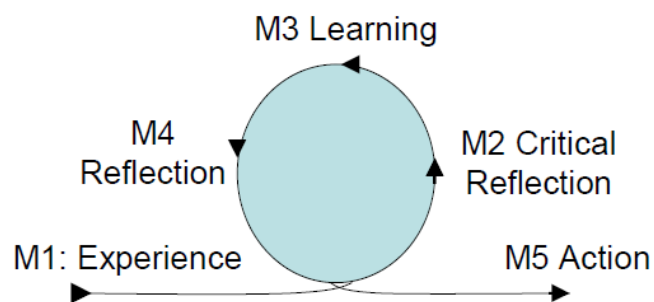 M3 Learning
M4
Reflection
M2 Critical
Reflection
M1: Experience
M5 Action